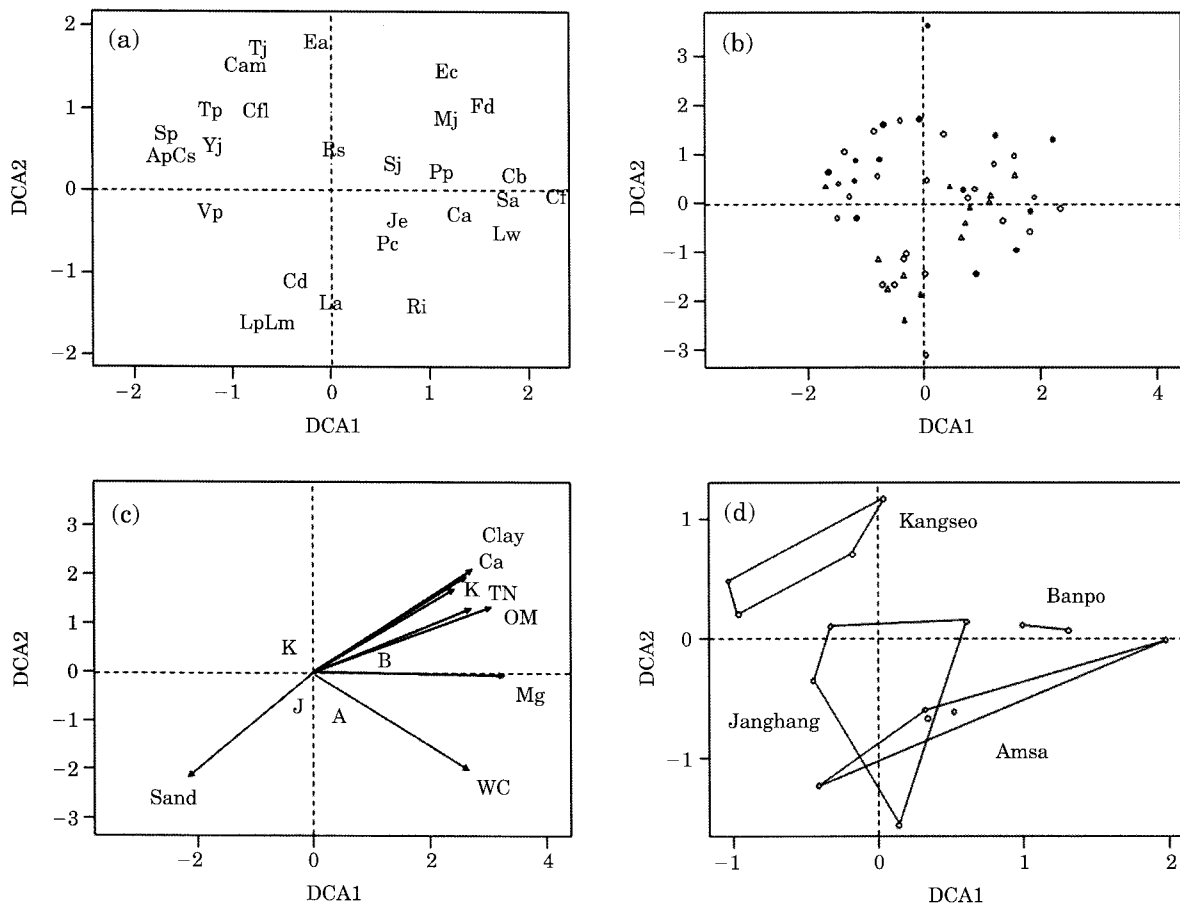 (a)
2
Tj
Ea
Cam
Ec
1
Tp
Cfl
Fd
Mj
Sp
Yj
ApCs
Rs
Sj
Pp
Cb
0
Sa
Cf
Vp
Je
Ca
Pc
Lw
−1
Cd
La
Ri
LpLm
−2
−2 −1 0 1 2
DCA1
DCA2
(b)
3
2
1
0
−1
−2
−3
−2 0 2 4
DCA1
DCA2
(c)
3
2
1
0
−1
−2
−3
Clay
Ca
K
TN
OM
K
B
Mg
J
A
Sand
WC
−2 0 2 4
DCA1
DCA2
(d)
1
0
−1
Kangseo
Banpo
Janghang
Amsa
−1 0 1 2
DCA1
DCA2